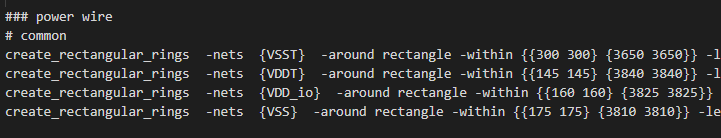 ### power wire
# common
create_rectangular_rings  -nets  {VSST}  -around rectangle -within {{300 300} {3650 3650}} -l
create_rectangular_rings  -nets  {VDDT}  -around rectangle -within {{145 145} {3840 3840}} -l
create_rectangular_rings  -nets  {VDD_io}  -around rectangle -within {{160 160} {3825 3825}}
create_rectangular_rings  -nets  {VSS}  -around rectangle -within {{175 175} {3810 3810}} -le